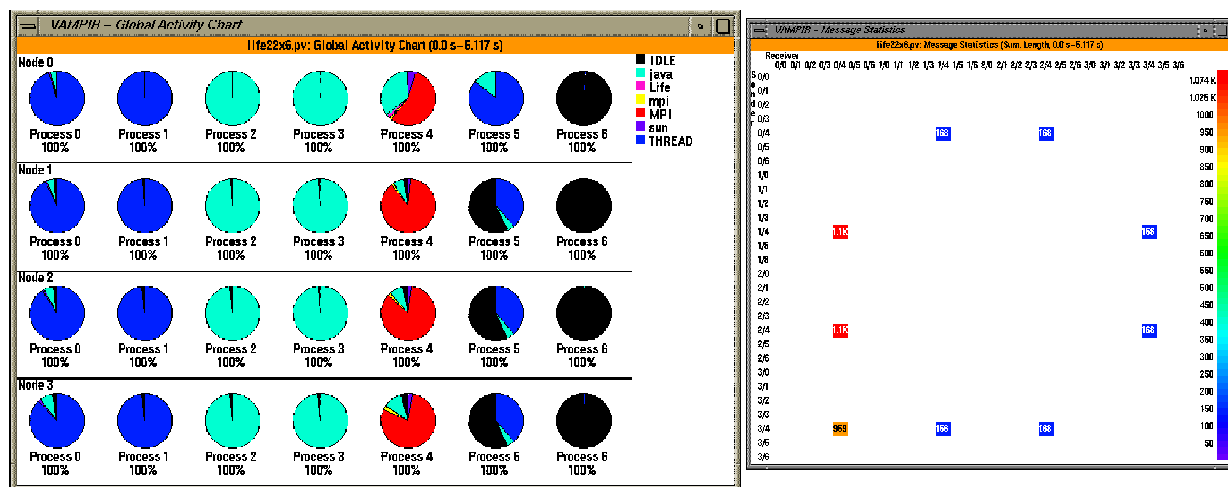 VAMPIR – Global Activity Chart
life22x6.pv: Global Activity Chart (0.0 s–6.117 s)
Node 0
IDLE
java
Life
mpi
MPI
sun
THREAD
Process 0 Process 1 Process 2 Process 3 Process 4 Process 5 Process 6
100% 100% 100% 100% 100% 100% 100%
Node 1
Process 0 Process 1 Process 2 Process 3 Process 4 Process 5 Process 6
100% 100% 100% 100% 100% 100% 100%
Node 2
Process 0 Process 1 Process 2 Process 3 Process 4 Process 5 Process 6
100% 100% 100% 100% 100% 100% 100%
Node 3
Process 0 Process 1 Process 2 Process 3 Process 4 Process 6 Process 6
100% 100% 100% 100% 100% 100% 100%
VAMPIR – Message Statistics
life22x6.pv: Message Statistics (Sum, Length, 0.0 s–6.117 s)
Receiver
0/0 0/1 0/2 0/3 0/4 0/5 0/6 1/0 1/1 1/2 1/3 1/4 1/5 1/6 2/0 2/1 2/2 2/3 2/4 2/5 2/6 3/0 3/1 3/2 3/3 3/4 3/5 3/6
Sender
0/0
0/1
0/2
0/3
0/4 168 168
0/5
0/6
1/0
1/1
1/2
1/3
1/4 1.1K 168
1/5
1/6
2/0
2/1
2/2
2/3
2/4 1.1K 168
2/5
2/6
3/0
3/1
3/2
3/3
3/4 959 168
3/5
3/6
1.074 K
1.025 K
1000
950
900
850
800
750
700
650
600
550
500
450
400
350
300
250
200
150
100
50